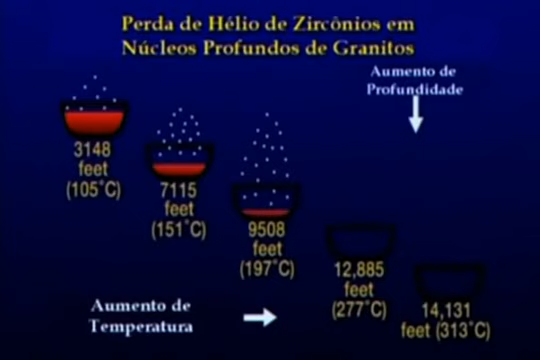 Perda de Hélio de Zircônios em
Núcleos Profundos de Granitos
Aumento de
Profundidade
3148
feet
(105˚C)
7115
feet
(151˚C)
9508
feet
(197˚C)
12,885
feet
(277˚C)
14,131
feet (313˚C)
Aumento de
Temperatura